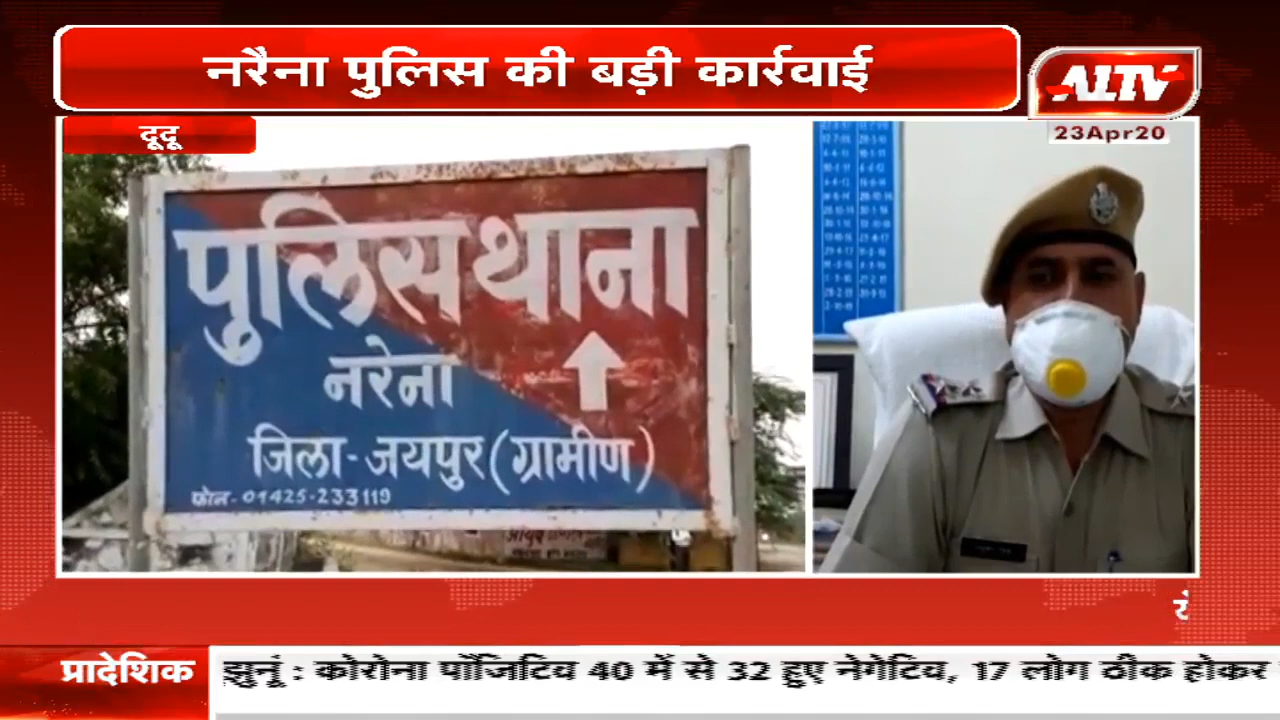 नरैना पुलिस की बड़ी कार्रवाई
ALTV
23Apr20
दूदू
पुलिस थाना
नरेना
जिला-जयपुर (ग्रामीण)
फोन-01425-233119
प्रादेशिक
झुनूं : कोरोना पॉजिटिव 40 में से 32 हुए नेगेटिव, 17 लोग ठीक होकर